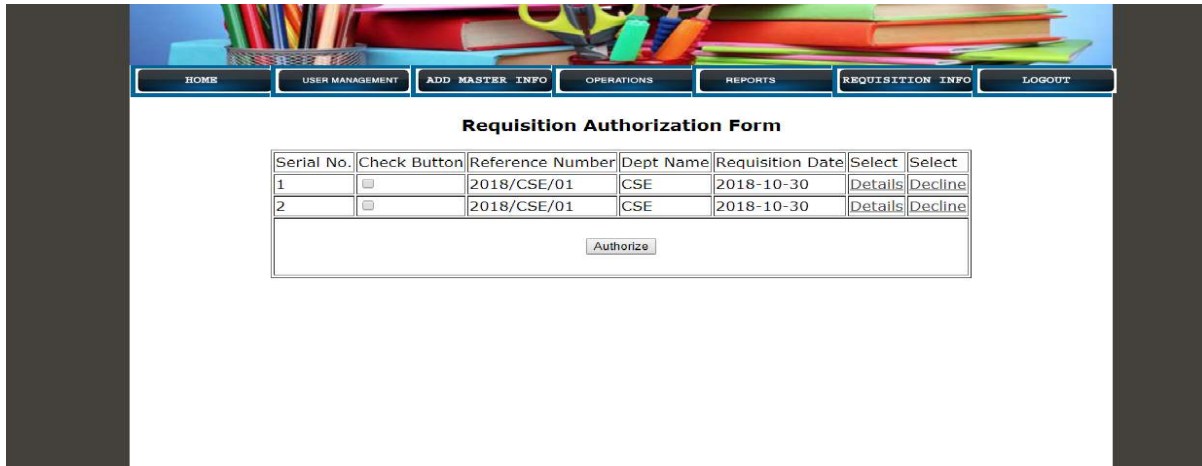 HOME USER MANAGEMENT ADD MASTER INFO OPERATIONS REPORTS REQUISITION INFO LOGOUT
Requisition Authorization Form
Serial No. Check Button Reference Number Dept Name Requisition Date Select Select
1 2018/CSE/01 CSE 2018-10-30 Details Decline
2 2018/CSE/01 CSE 2018-10-30 Details Decline
Authorize